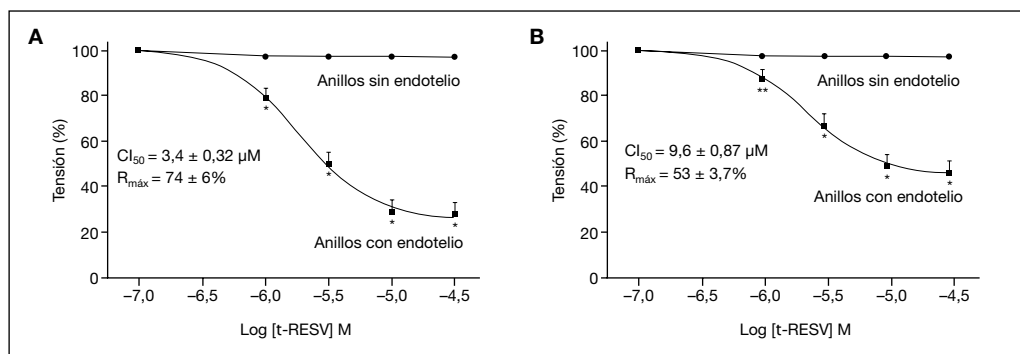 A
Tensión (%)
100
80
60
40
20
0
Anillos sin endotelio
*
CI50 = 3,4 ± 0,32 µM
Rmáx = 74 ± 6%
*
*
*
Anillos con endotelio
–7,0
–6,5
–6,0
–5,5
–5,0
–4,5
Log [t-RESV] M
B
Tensión (%)
100
80
60
40
20
0
Anillos sin endotelio
**
*
CI50 = 9,6 ± 0,87 µM
Rmáx = 53 ± 3,7%
*
*
Anillos con endotelio
–7,0
–6,5
–6,0
–5,5
–5,0
–4,5
Log [t-RESV] M